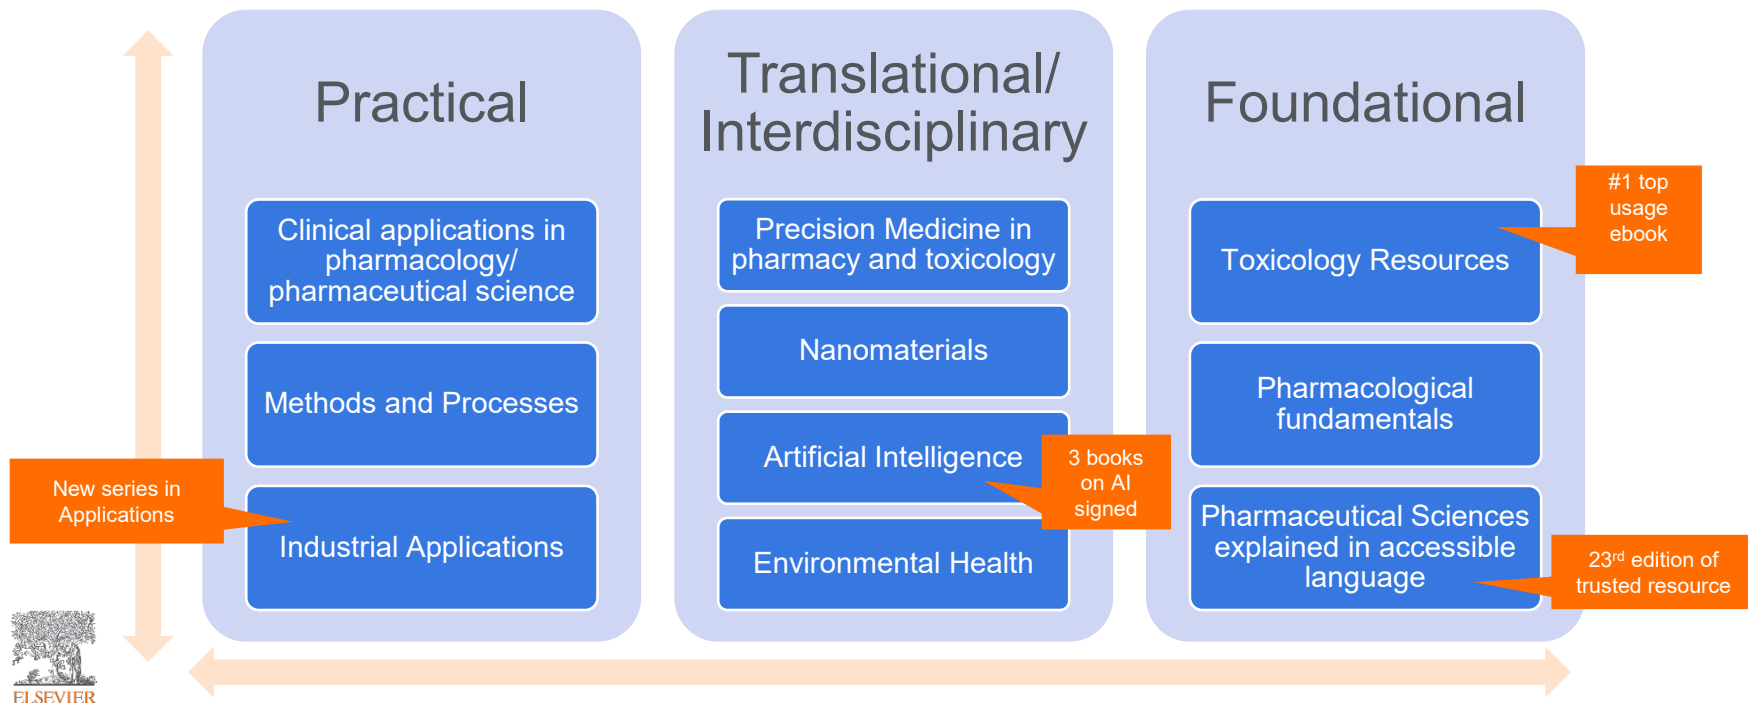 Practical
Clinical applications in
pharmacology/
pharmaceutical science
Methods and Processes
Industrial Applications
New series in
Applications
Translational/
Interdisciplinary
Precision Medicine in
pharmacy and toxicology
Nanomaterials
Artificial Intelligence
3 books
on AI
signed
Environmental Health
Foundational
Toxicology Resources
#1 top
usage
ebook
Pharmacological
fundamentals
Pharmaceutical Sciences
explained in accessible
language
23rd edition of
trusted resource
ELSEVIER